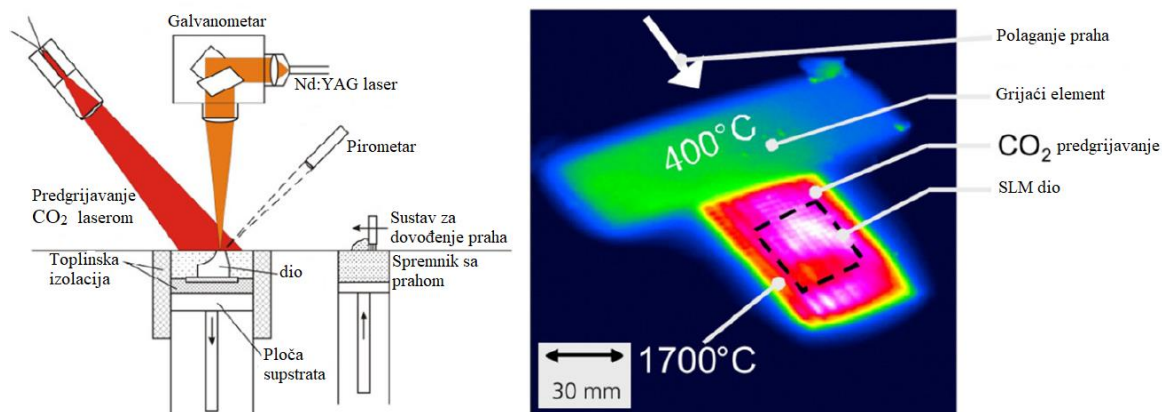 Galvanometar
Nd:YAG laser
Pirometar
Predgrijavanje
CO₂ laserom
Sustav za
dovođenje praha
Toplinska
izolacija
dio
Spremnik sa
prahom
Ploča
supstrata
Polaganje praha
Grijaći element
400°C
CO₂ predgrijavanje
SLM dio
1700°C
30 mm